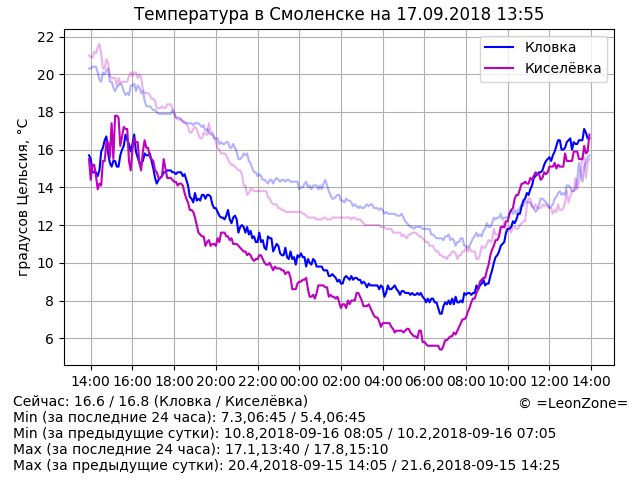 Температура в Смоленске на 17.09.2018 13:55
градусов Цельсия, °C
22
20
18
16
14
12
10
8
6
Кловка
Киселёвка
14:00 16:00 18:00 20:00 22:00 00:00 02:00 04:00 06:00 08:00 10:00 12:00 14:00
Сейчас: 16.6 / 16.8 (Кловка / Киселёвка)
© =LeonZone=
Min (за последние 24 часа): 7.3,06:45 / 5.4,06:45
Min (за предыдущие сутки): 10.8,2018-09-16 08:05 / 10.2,2018-09-16 07:05
Max (за последние 24 часа): 17.1,13:40 / 17.8,15:10
Max (за предыдущие сутки): 20.4,2018-09-15 14:05 / 21.6,2018-09-15 14:25